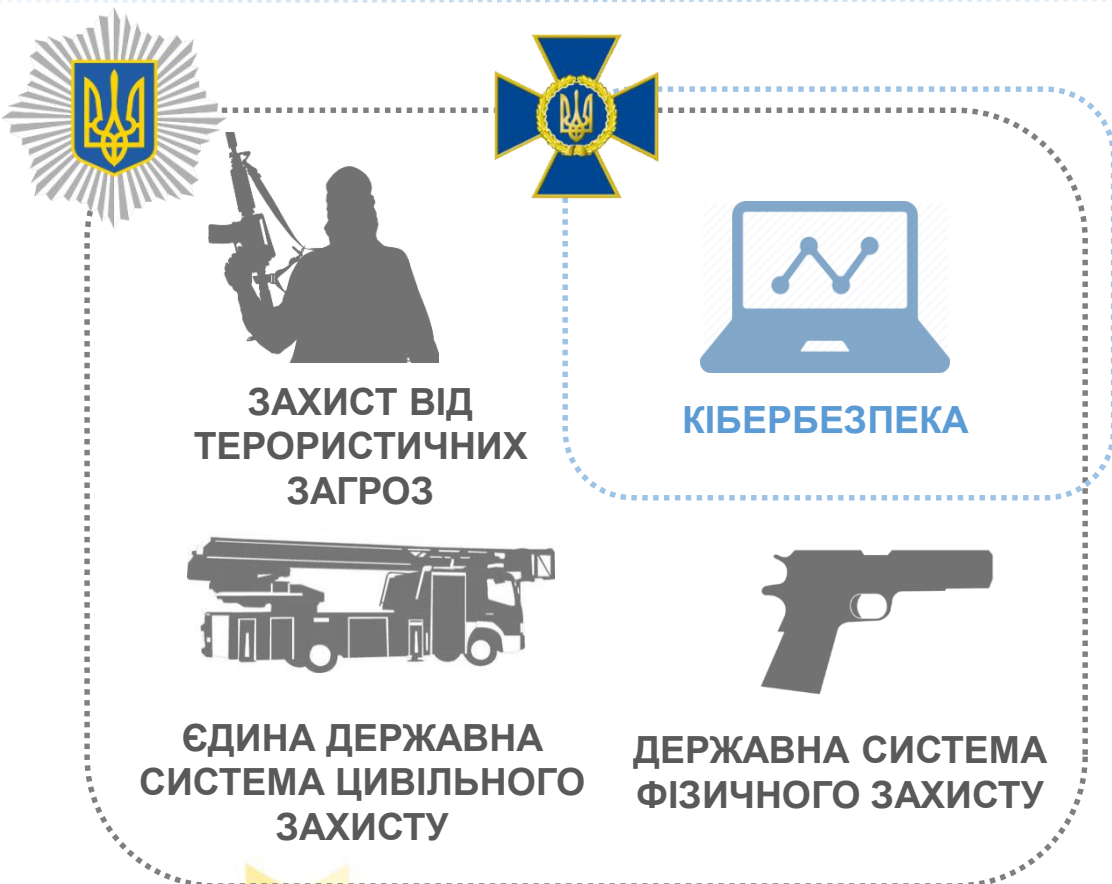 ЗАХИСТ ВІД
ТЕРОРИСТИЧНИХ
ЗАГРОЗ
КІБЕРБЕЗПЕКА
ЄДИНА ДЕРЖАВНА
СИСТЕМА ЦИВІЛЬНОГО
ЗАХИСТУ
ДЕРЖАВНА СИСТЕМА
ФІЗИЧНОГО ЗАХИСТУ